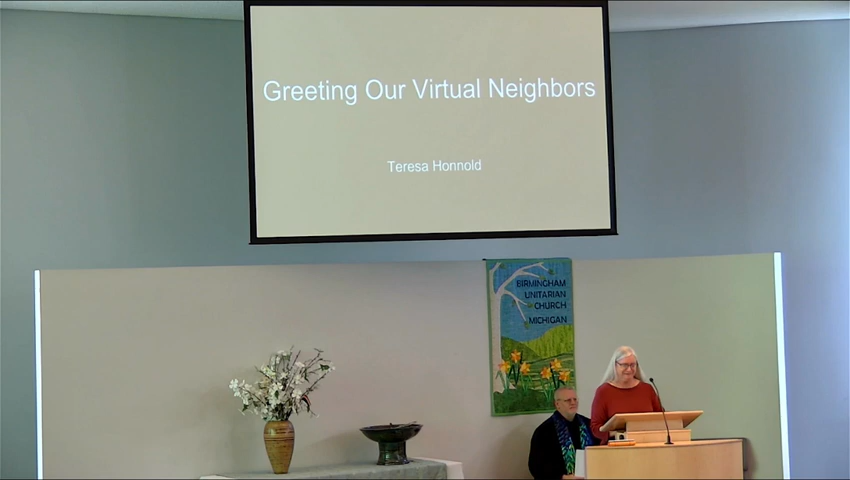 Greeting Our Virtual Neighbors
Teresa Honnold
BIRMINGHAM
UNITARIAN
CHURCH
MICHIGAN